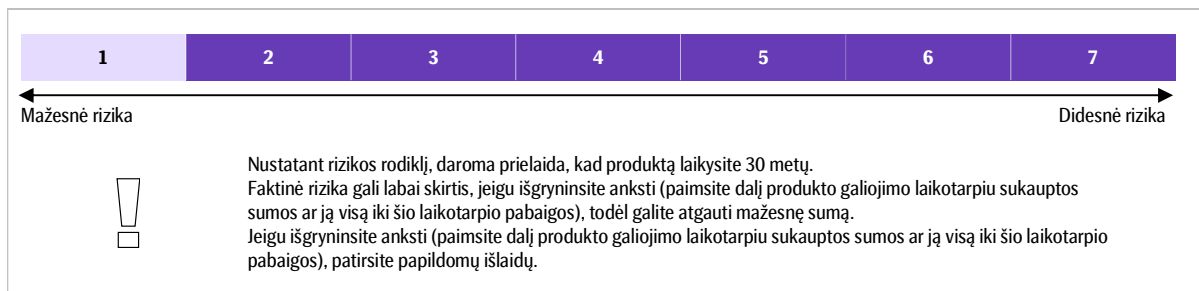 1 2 3 4 5 6 7
Mažesnė rizika Didesnė rizika
Nustatant rizikos rodiklį, daroma prielaida, kad produktą laikysite 30 metų.
Faktinė rizika gali labai skirtis, jeigu išgryninsite anksti (paimsite dalį produkto galiojimo laikotarpiu sukauptos
sumos ar ją visą iki šio laikotarpio pabaigos), todėl galite atgauti mažesnę sumą.
Jeigu išgryninsite anksti (paimsite dalį produkto galiojimo laikotarpiu sukauptos sumos ar ją visą iki šio laikotarpio
pabaigos), patirsite papildomų išlaidų.